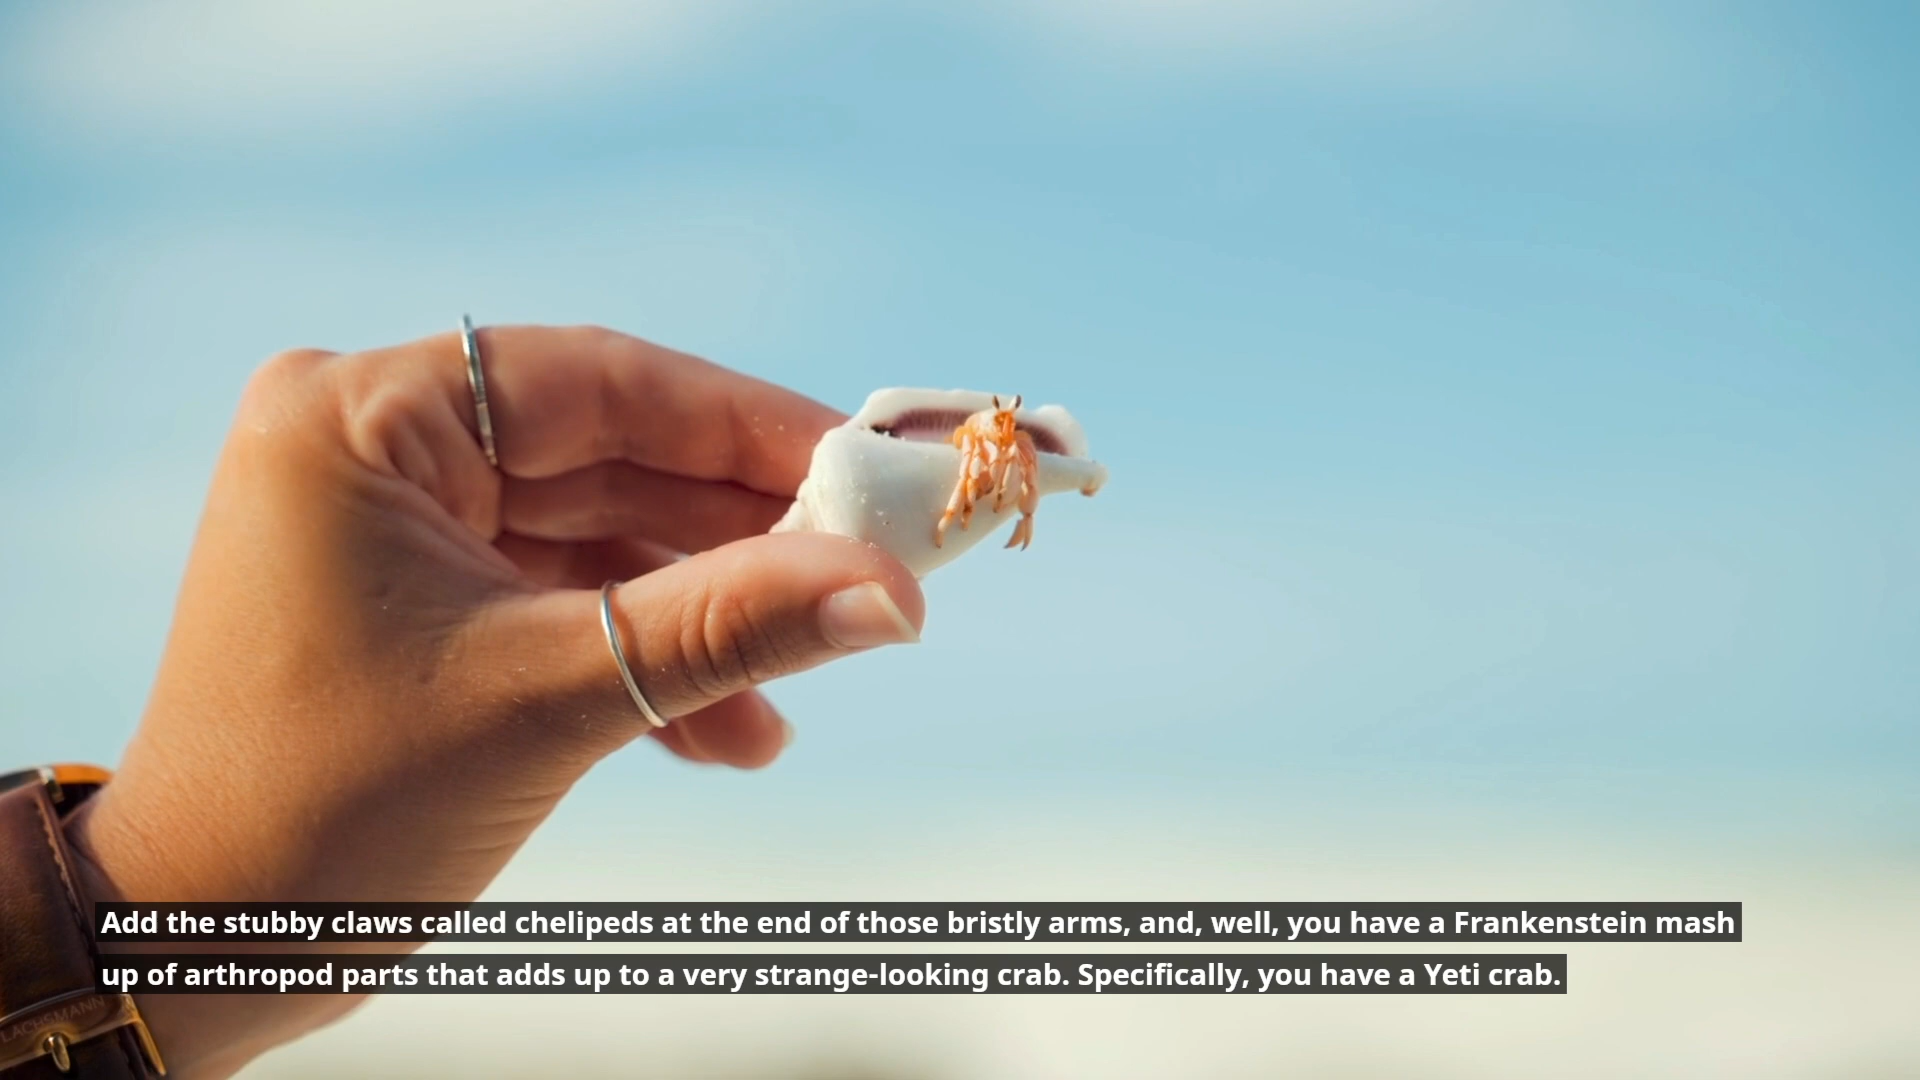 Add the stubby claws called chelipeds at the end of those bristly arms, and, well, you have a Frankenstein mash
up of arthropod parts that adds up to a very strange-looking crab. Specifically, you have a Yeti crab.
LACHSMANN